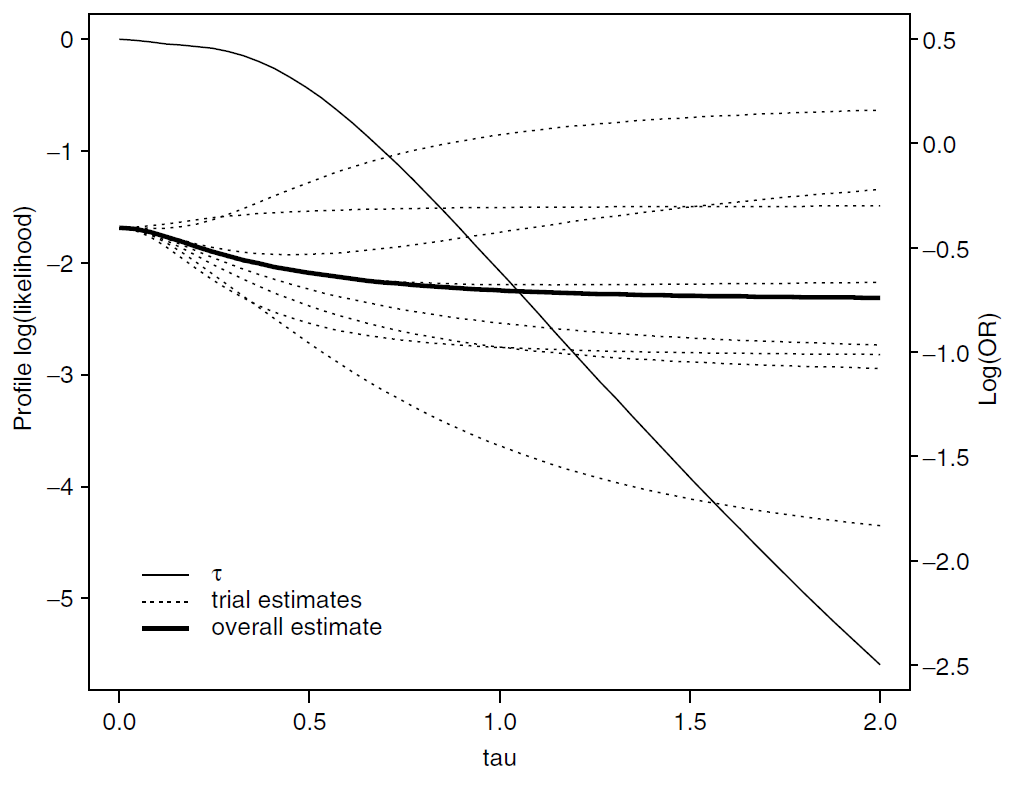 Profile log(likelihood)
0
−1
−2
−3
−4
−5
0.5
0.0
−0.5
−1.0
−1.5
−2.0
−2.5
Log(OR)
τ
trial estimates
overall estimate
0.0 0.5 1.0 1.5 2.0
tau